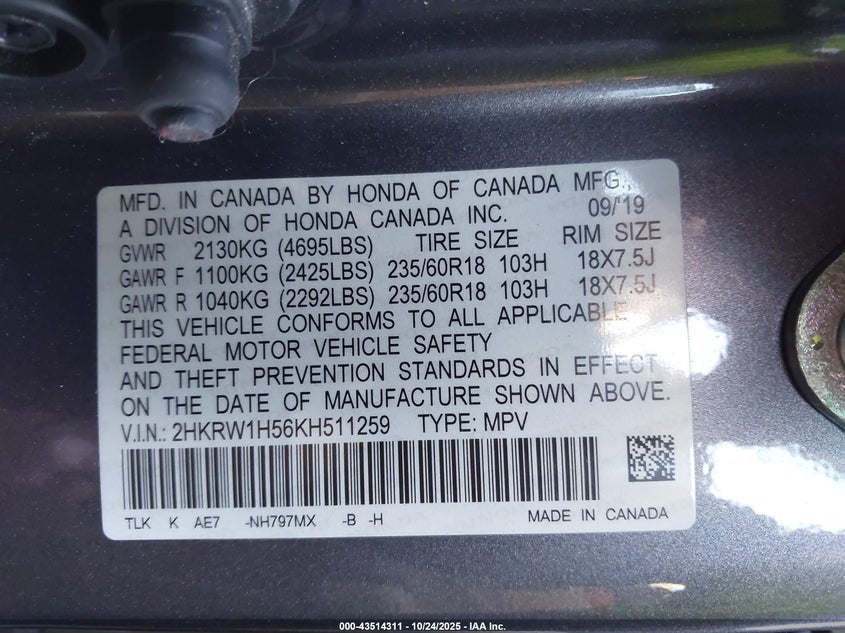 MFD. IN CANADA BY HONDA OF CANADA MFG.,
A DIVISION OF HONDA CANADA INC. 09/'19
GVWR 2130KG (4695LBS) TIRE SIZE RIM SIZE
GAWR F 1100KG (2425LBS) 235/60R18 103H 18X7.5J
GAWR R 1040KG (2292LBS) 235/60R18 103H 18X7.5J
THIS VEHICLE CONFORMS TO ALL APPLICABLE
FEDERAL MOTOR VEHICLE SAFETY
AND THEFT PREVENTION STANDARDS IN EFFECT
ON THE DATE OF MANUFACTURE SHOWN ABOVE.
V.I.N.: 2HKRW1H56KH511259 TYPE: MPV
TLK K AE7 -NH797MX -B -H MADE IN CANADA
000-43514311 - 10/24/2025 - IAA Inc.